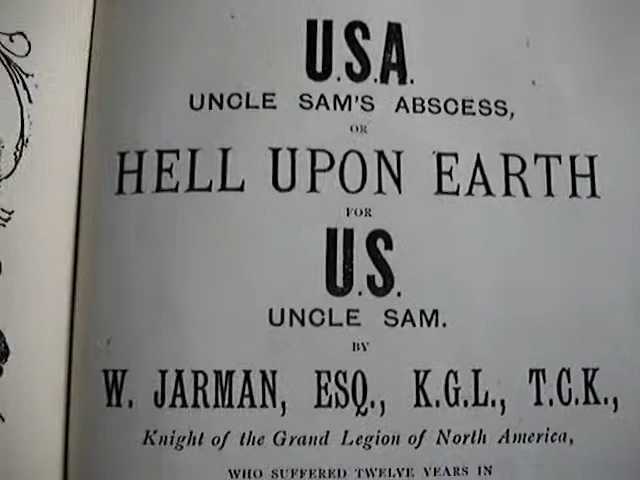 U.S.A.
UNCLE SAM'S ABSCESS,
OR
HELL UPON EARTH
FOR
U.S.
UNCLE SAM.
BY
W. JARMAN, ESQ., K.G.L., T.C.K.,
Knight of the Grand Legion of North America,
WHO SUFFERED TWELVE YEARS IN